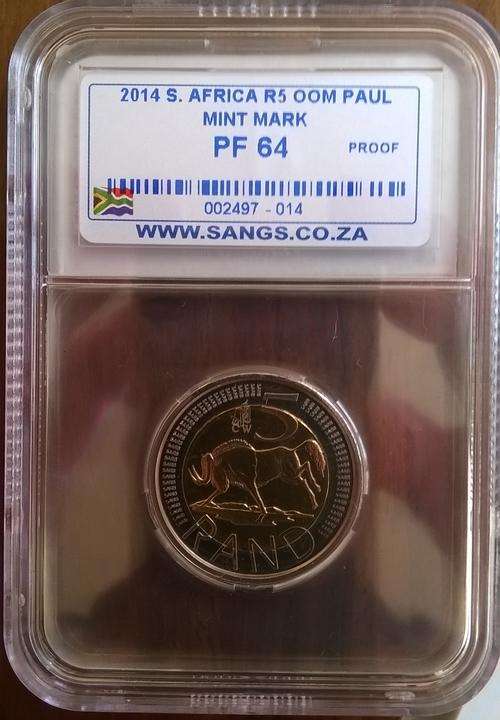 2014 S. AFRICA R5 OOM PAUL
MINT MARK
PF 64 PROOF
002497 - 014
WWW.SANGS.CO.ZA
5
RAND